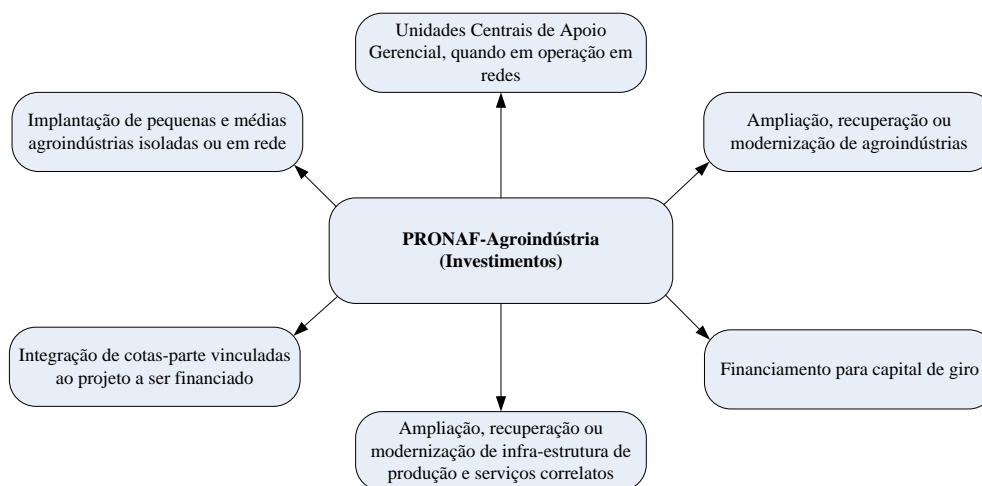 Unidades Centrais de Apoio
Gerencial, quando em operação em
redes
Implantação de pequenas e médias
agroindústrias isoladas ou em rede
Ampliação, recuperação ou
modernização de agroindústrias
PRONAF-Agroindústria
(Investimentos)
Integração de cotas-parte vinculadas
ao projeto a ser financiado
Financiamento para capital de giro
Ampliação, recuperação ou
modernização de infra-estrutura de
produção e serviços correlatos